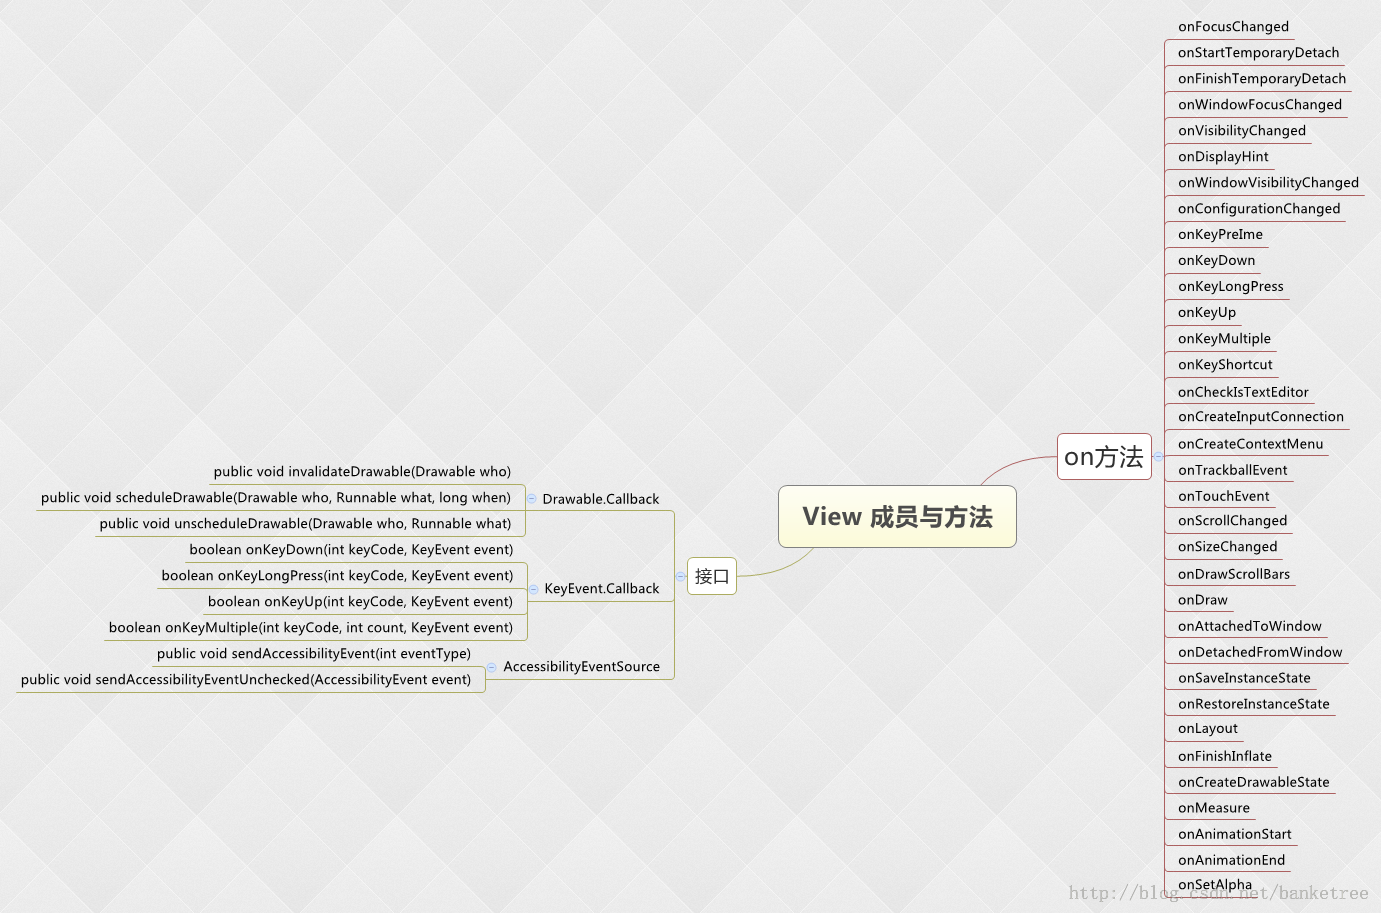 View 成员与方法
on方法
onFocusChanged
onStartTemporaryDetach
onFinishTemporaryDetach
onWindowFocusChanged
onVisibilityChanged
onDisplayHint
onWindowVisibilityChanged
onConfigurationChanged
onKeyPreIme
onKeyDown
onKeyLongPress
onKeyUp
onKeyMultiple
onKeyShortcut
onCheckIsTextEditor
onCreateInputConnection
onCreateContextMenu
onTrackballEvent
onTouchEvent
onScrollChanged
onSizeChanged
onDrawScrollBars
onDraw
onAttachedToWindow
onDetachedFromWindow
onSaveInstanceState
onRestoreInstanceState
onLayout
onFinishInflate
onCreateDrawableState
onMeasure
onAnimationStart
onAnimationEnd
onSetAlpha
接口
Drawable.Callback
public void invalidateDrawable(Drawable who)
public void scheduleDrawable(Drawable who, Runnable what, long when)
public void unscheduleDrawable(Drawable who, Runnable what)
KeyEvent.Callback
boolean onKeyDown(int keyCode, KeyEvent event)
boolean onKeyLongPress(int keyCode, KeyEvent event)
boolean onKeyUp(int keyCode, KeyEvent event)
boolean onKeyMultiple(int keyCode, int count, KeyEvent event)
AccessibilityEventSource
public void sendAccessibilityEvent(int eventType)
public void sendAccessibilityEventUnchecked(AccessibilityEvent event)
http://blog.csdn.net/banketree